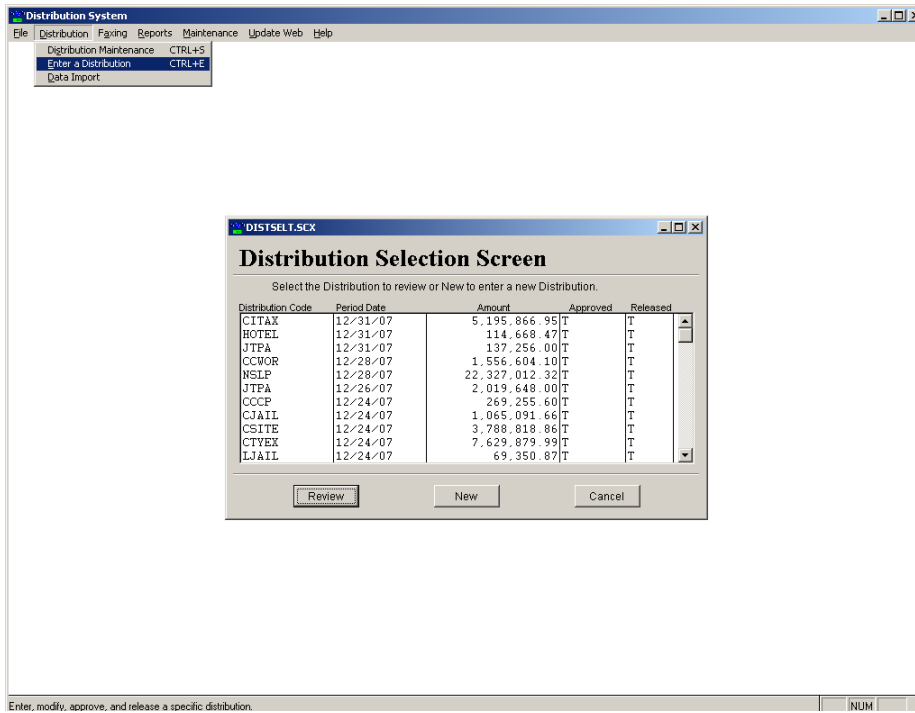 Distribution System
File Distribution Faxing Reports Maintenance Update Web Help
Distribution Maintenance CTRL+S
Enter a Distribution CTRL+E
Data Import
DISTSELT.SCX
Distribution Selection Screen
Select the Distribution to review or New to enter a new Distribution.
Distribution Code Period Date Amount Approved Released
CITAX 12/31/07 5,195,866.95 T T
HOTEL 12/31/07 114,668.47 T T
JTPA 12/31/07 137,256.00 T T
CCWOR 12/28/07 1,556,604.10 T T
NSLP 12/28/07 22,327,012.32 T T
JTPA 12/26/07 2,019,648.00 T T
CCCP 12/24/07 269,255.60 T T
CJAIL 12/24/07 1,065,091.66 T T
CSITE 12/24/07 3,788,818.86 T T
CTYEX 12/24/07 7,629,879.99 T T
LJAIL 12/24/07 69,350.87 T T
Review New Cancel
Enter, modify, approve, and release a specific distribution. NUM